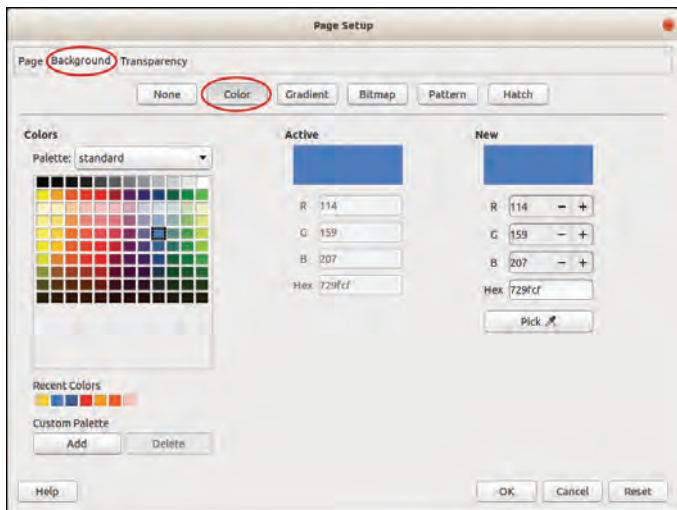 Page Setup
Page Background Transparency
None Color Gradient Bitmap Pattern Hatch
Colors Active New
Palette: standard
R 114 R 114 - +
G 159 G 159 - +
B 207 B 207 - +
Hex 729fcf Hex 729fcf
Pick
Recent Colors
Custom Palette
Add Delete
Help OK Cancel Reset